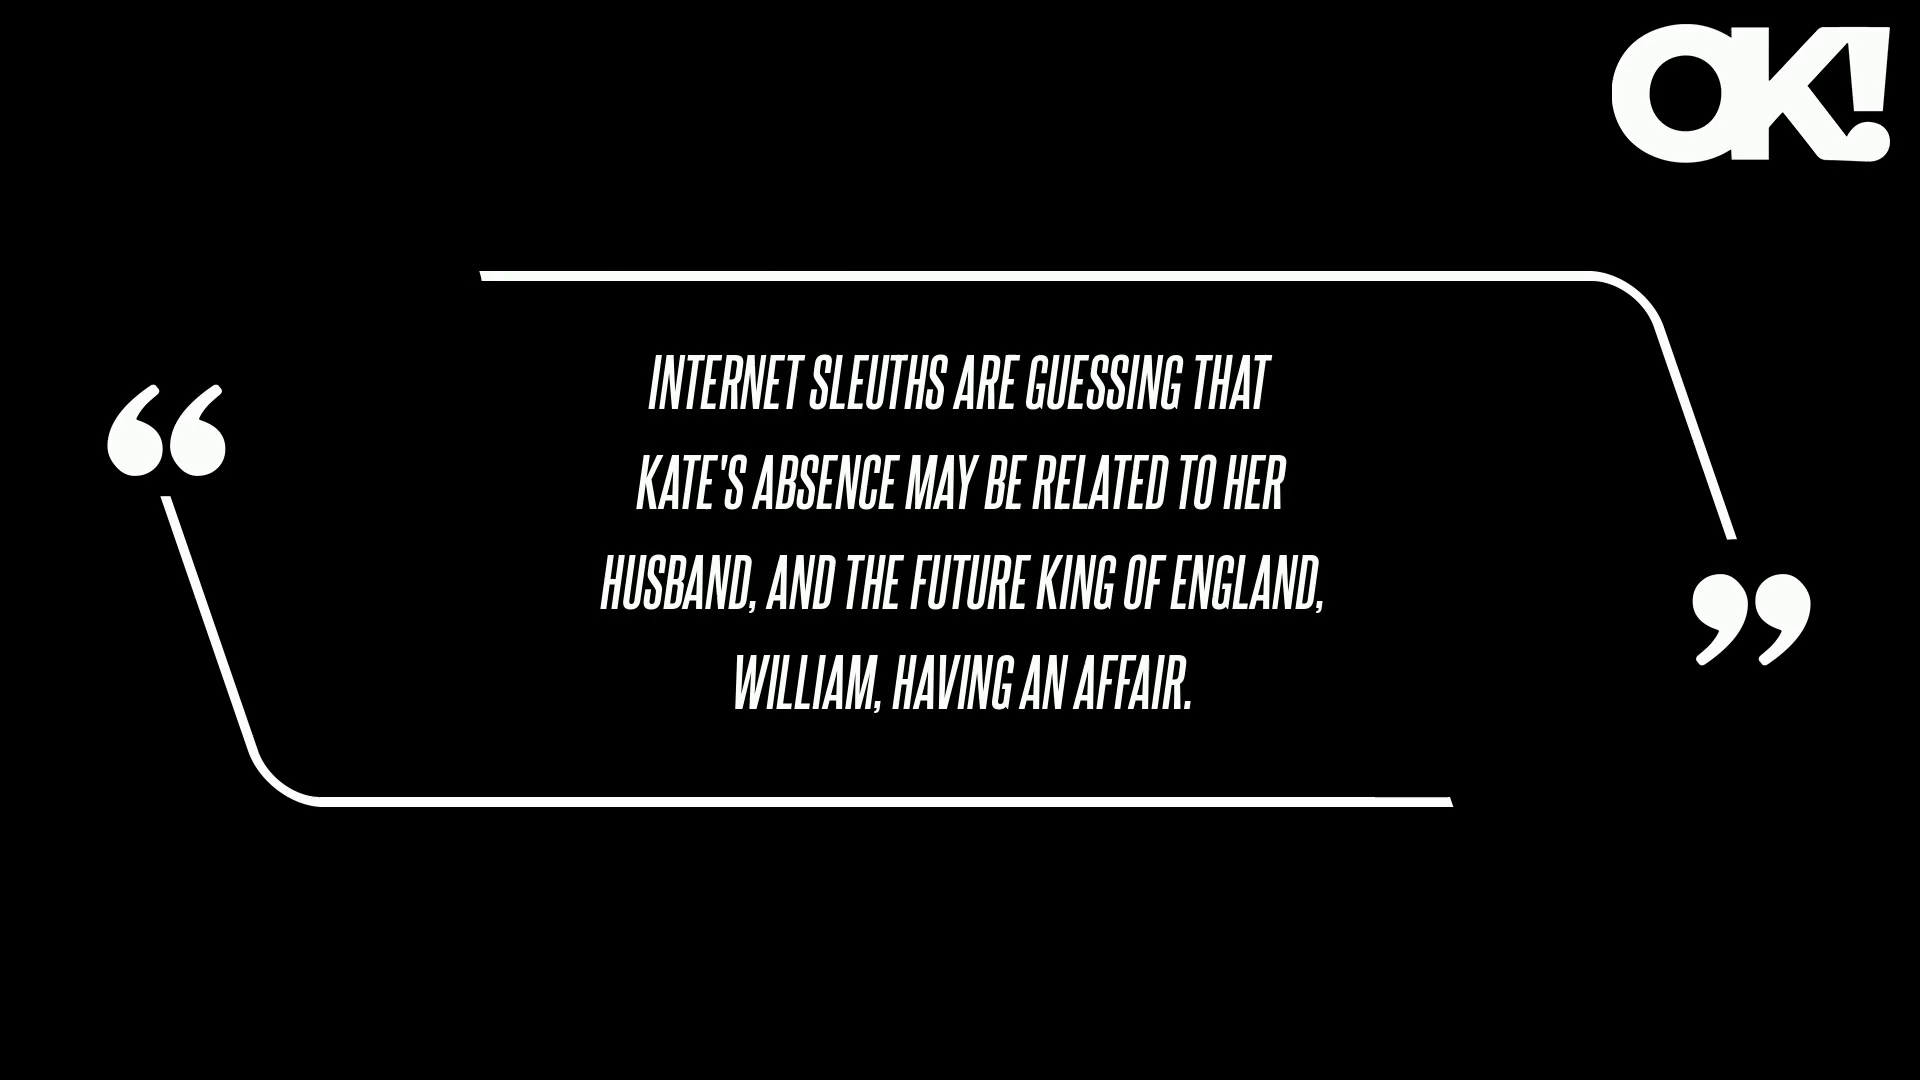 OK!
INTERNET SLEUTHS ARE GUESSING THAT
KATE'S ABSENCE MAY BE RELATED TO HER
HUSBAND, AND THE FUTURE KING OF ENGLAND,
WILLIAM, HAVING AN AFFAIR.